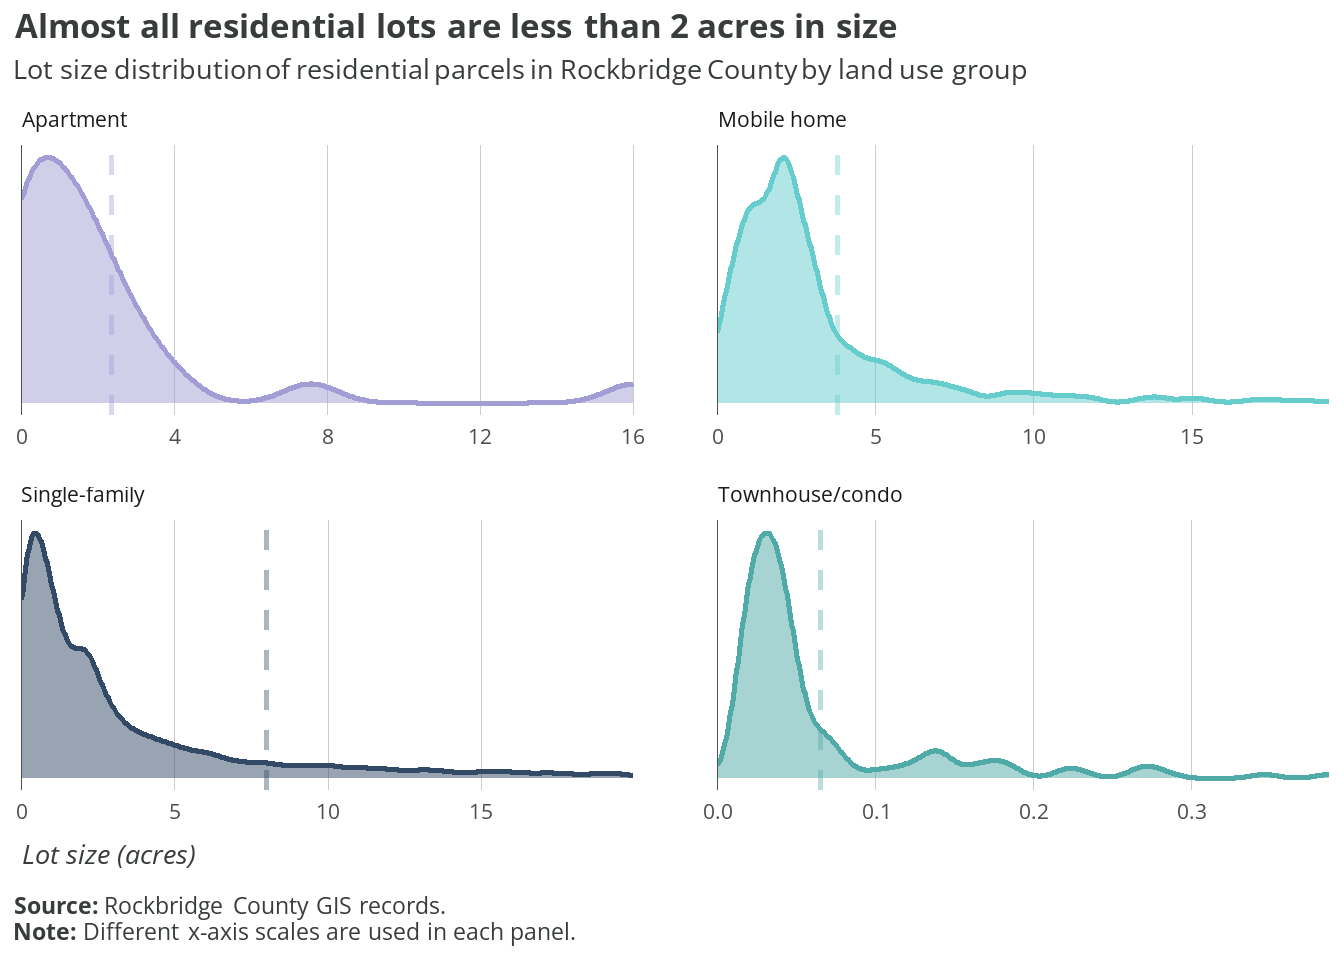 Almost all residential lots are less than 2 acres in size
Lot size distribution of residential parcels in Rockbridge County by land use group
Apartment
0 4 8 12 16
Mobile home
0 5 10 15
Single-family
0 5 10 15
Townhouse/condo
0.0 0.1 0.2 0.3
Lot size (acres)
Source: Rockbridge County GIS records.
Note: Different x-axis scales are used in each panel.